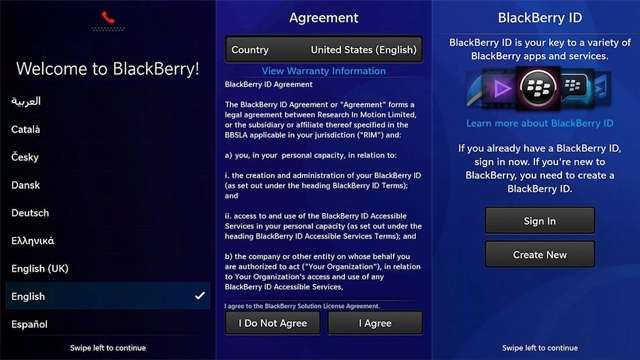 Welcome to BlackBerry!
العربية
Català
Česky
Dansk
Deutsch
Ελληνικά
English (UK)
English
Español
Swipe left to continue
Agreement
Country United States (English)
View Warranty Information
BlackBerry ID Agreement
The BlackBerry ID Agreement or "Agreement" forms a
legal agreement between Research In Motion Limited,
or the subsidiary or affiliate thereof specified in the
BBSLA applicable in your jurisdiction ("RIM") and:
a) you, in your personal capacity, in relation to:
i. the creation and administration of your BlackBerry ID
(as set out under the heading BlackBerry ID Terms);
and
ii. access to and use of the BlackBerry ID Accessible
Services in your personal capacity (as set out under the
heading BlackBerry ID Accessible Services Terms); and
b) the company or other entity on whose behalf you
are authorized to act ("Your Organization"), in relation
to Your Organization's access and use of any
BlackBerry ID Accessible Services,
I agree to the BlackBerry Solution License Agreement.
I Do Not Agree I Agree
BlackBerry ID
BlackBerry ID is your key to a variety of
BlackBerry apps and services.
Learn more about BlackBerry ID
If you already have a BlackBerry ID,
sign in now. If you're new to
BlackBerry, you need to create a
BlackBerry ID.
Sign In
Create New
Swipe left to continue